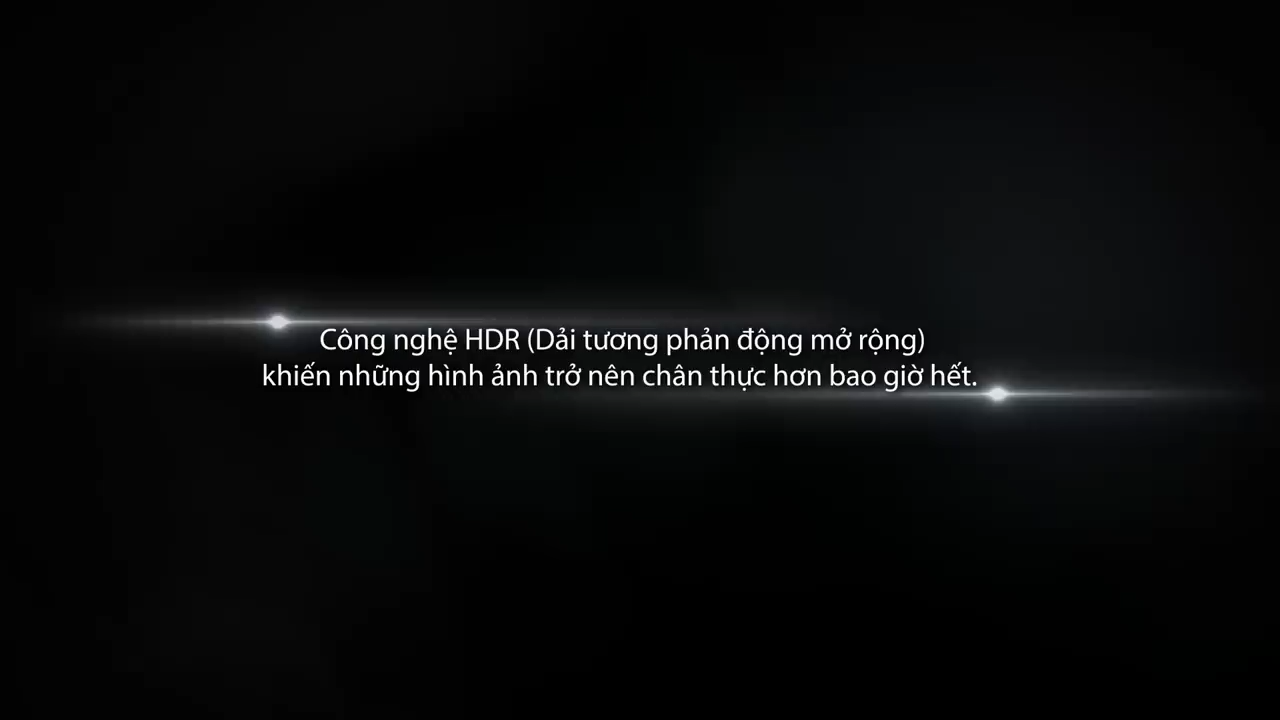 Công nghệ HDR (Dải tương phản động mở rộng)
khiến những hình ảnh trở nên chân thực hơn bao giờ hết.